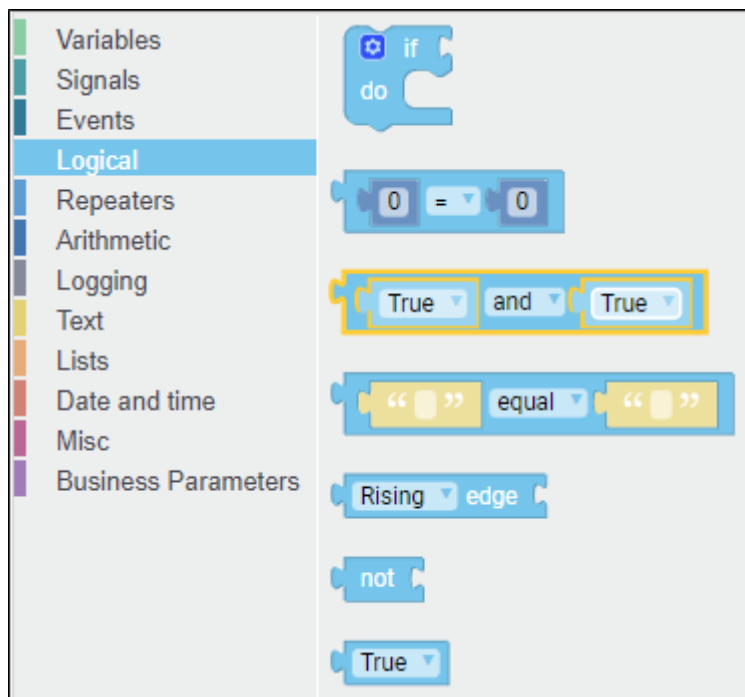 Variables
Signals
Events
Logical
Repeaters
Arithmetic
Logging
Text
Lists
Date and time
Misc
Business Parameters
if
do
0 = 0
True and True
“ ” equal “ ”
Rising edge
not
True